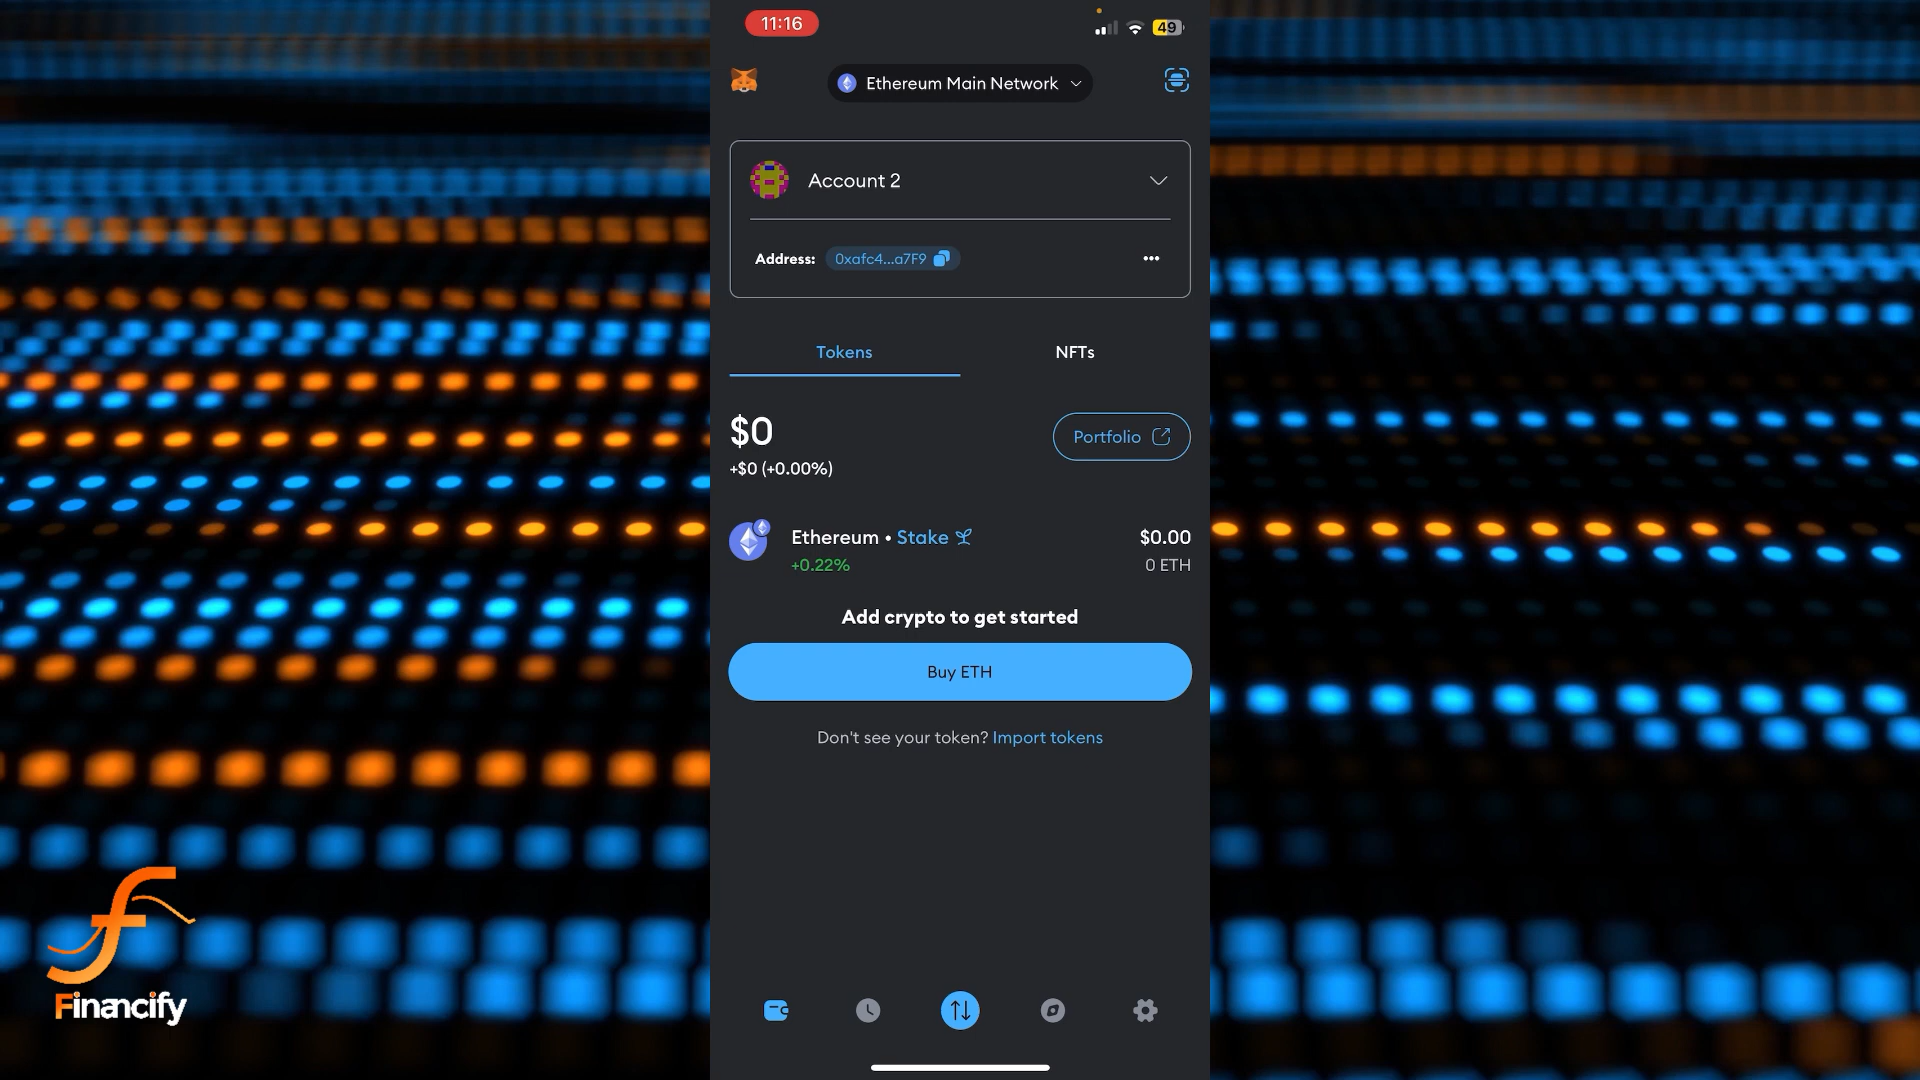 11:16
49
Ethereum Main Network
Account 2
Address: 0xafc4...a7F9
Tokens
NFTs
$0
+$0 (+0.00%)
Portfolio
Ethereum • Stake
$0.00
+0.22%
0 ETH
Add crypto to get started
Buy ETH
Don't see your token? Import tokens
Financify